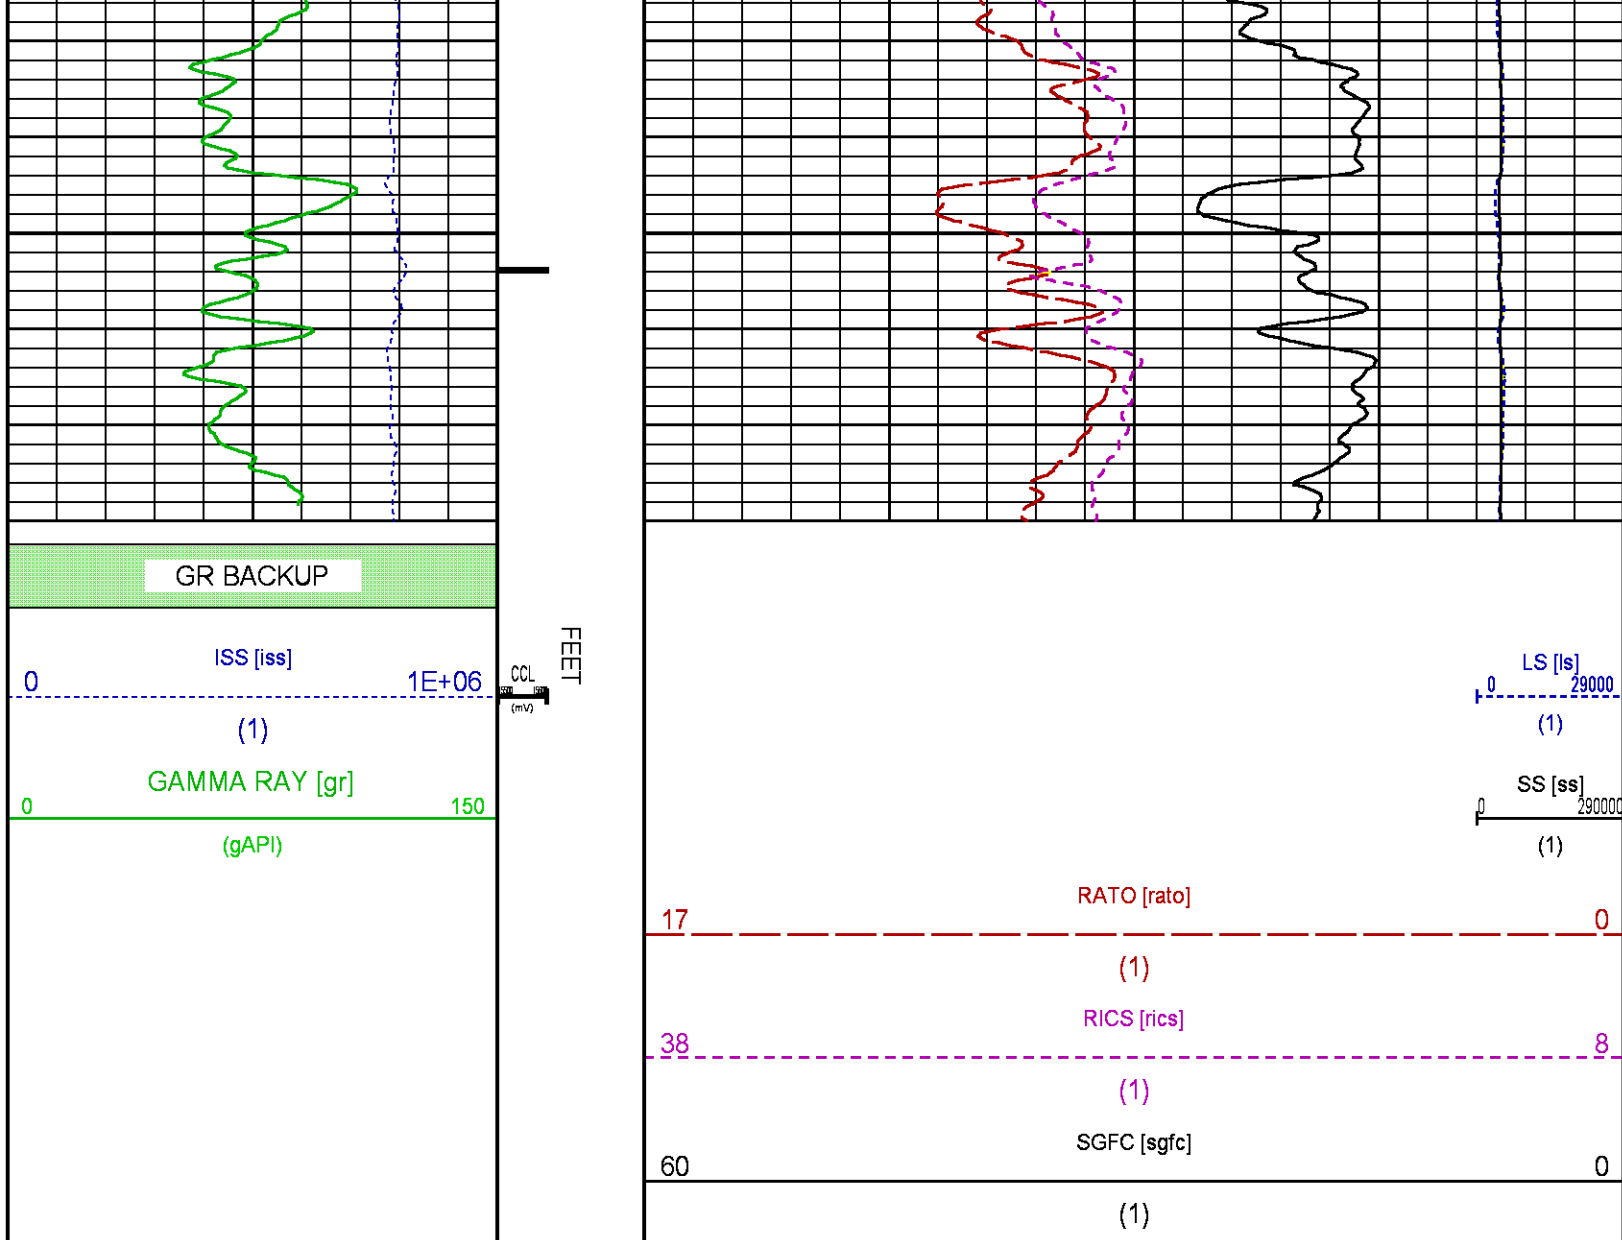 GR BACKUP
ISS [iss]
0 1E+06
(1)
GAMMA RAY [gr]
0 150
(gAPI)
FEET
CCL
(mV)
LS [ls]
0 29000
(1)
SS [ss]
0 290000
(1)
RATO [rato]
17 0
(1)
RICS [rics]
38 8
(1)
SGFC [sgfc]
60 0
(1)